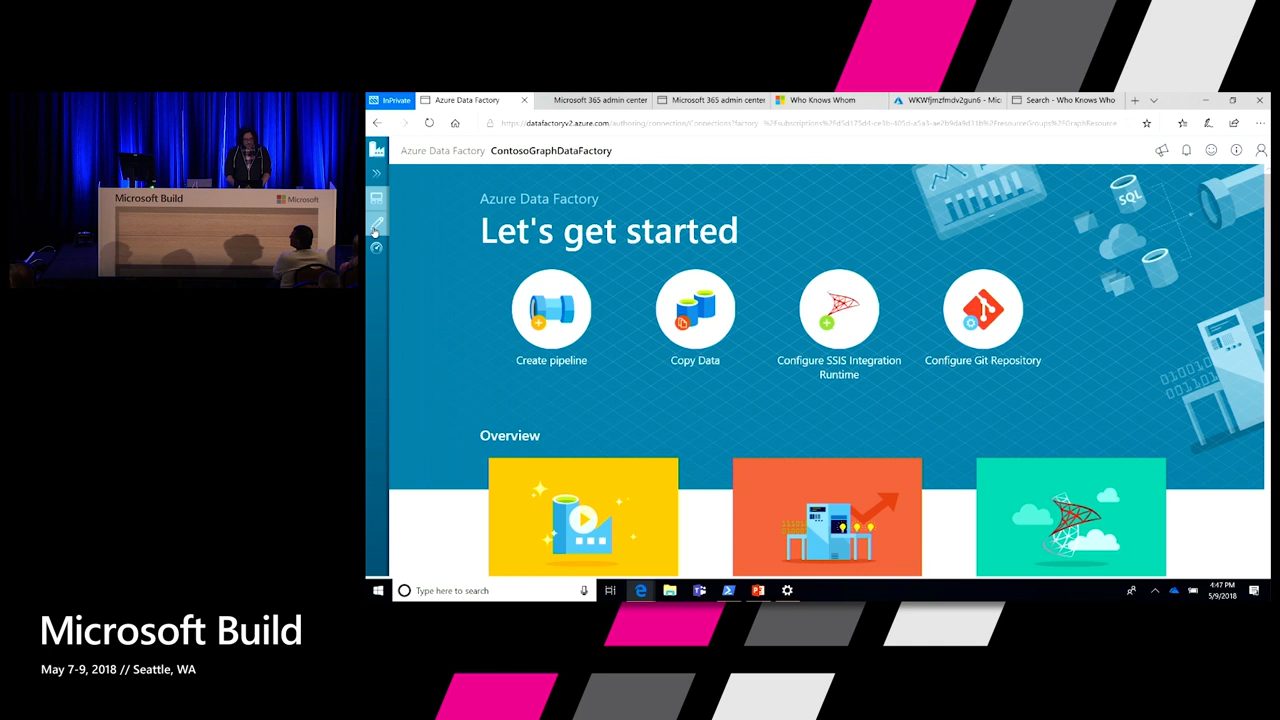 InPrivate
Azure Data Factory
Microsoft 365 admin center
Microsoft 365 admin center
Who Knows Whom
WKWfjmzfmdv2gun6 - Mic
Search - Who Knows Who
Azure Data Factory ContosoGraphDataFactory
Azure Data Factory
Let's get started
SQL
Create pipeline
Copy Data
Configure SSIS Integration
Runtime
Configure Git Repository
Overview
Type here to search
4:47 PM
5/9/2018
Microsoft Build
Microsoft
Microsoft Build
May 7-9, 2018 // Seattle, WA